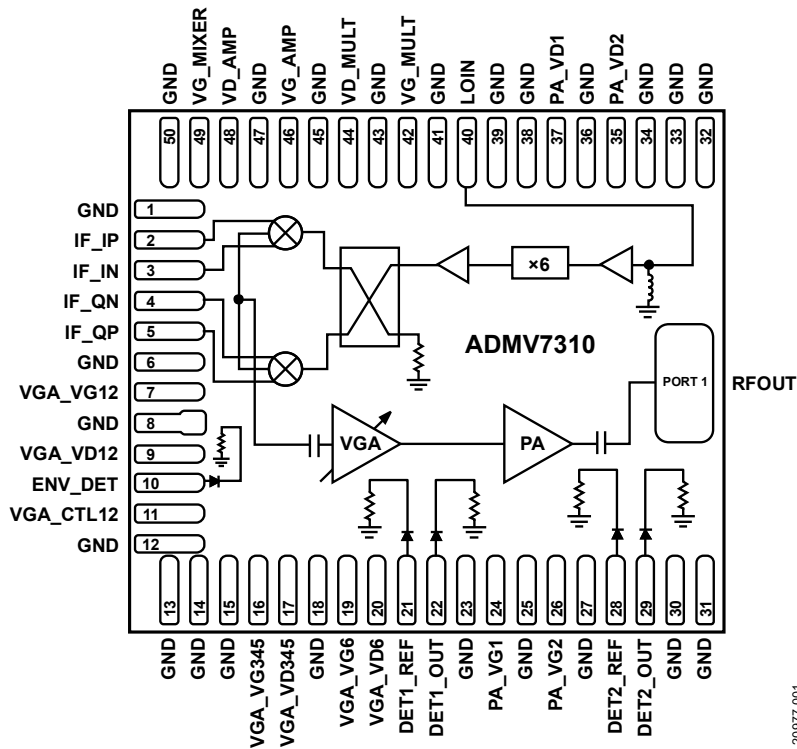 GND
VG_MIXER
VD_AMP
GND
VG_AMP
GND
VD_MULT
GND
VG_MULT
GND
LOIN
GND
GND
PA_VD1
GND
PA_VD2
GND
GND
GND
50
49
48
47
46
45
44
43
42
41
40
39
38
37
36
35
34
33
32
GND 1
IF_IP 2
IF_IN 3
IF_QN 4
IF_QP 5
GND 6
VGA_VG12 7
GND 8
VGA_VD12 9
ENV_DET 10
VGA_CTL12 11
GND 12
×6
ADMV7310
PORT 1
RFOUT
VGA
PA
13
14
15
16
17
18
19
20
21
22
23
24
25
26
27
28
29
30
31
GND
GND
GND
VGA_VG345
VGA_VD345
GND
VGA_VG6
VGA_VD6
DET1_REF
DET1_OUT
GND
PA_VG1
GND
PA_VG2
GND
DET2_REF
DET2_OUT
GND
GND
20977-001